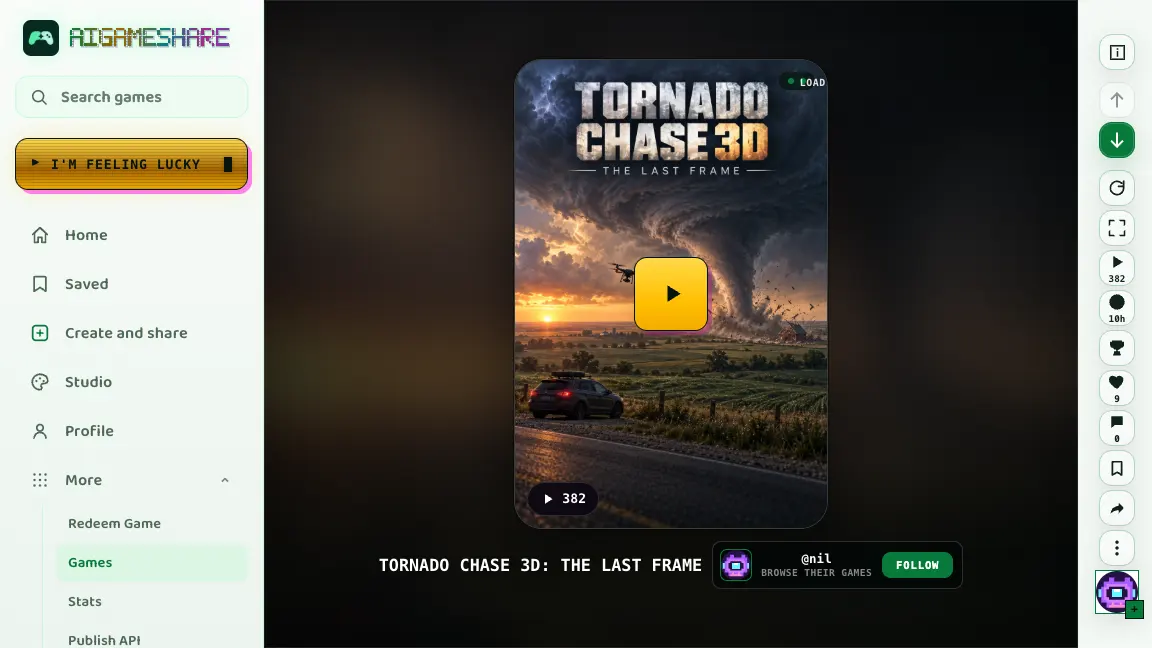 AIGAMESHARE
Search games
I'M FEELING LUCKY
Home
Saved
Create and share
Studio
Profile
More
Redeem Game
Games
Stats
Publish API
LOAD
TORNADO
CHASE 3D
THE LAST FRAME
382
TORNADO CHASE 3D: THE LAST FRAME
@nil
BROWSE THEIR GAMES
FOLLOW
382
10h
9
0